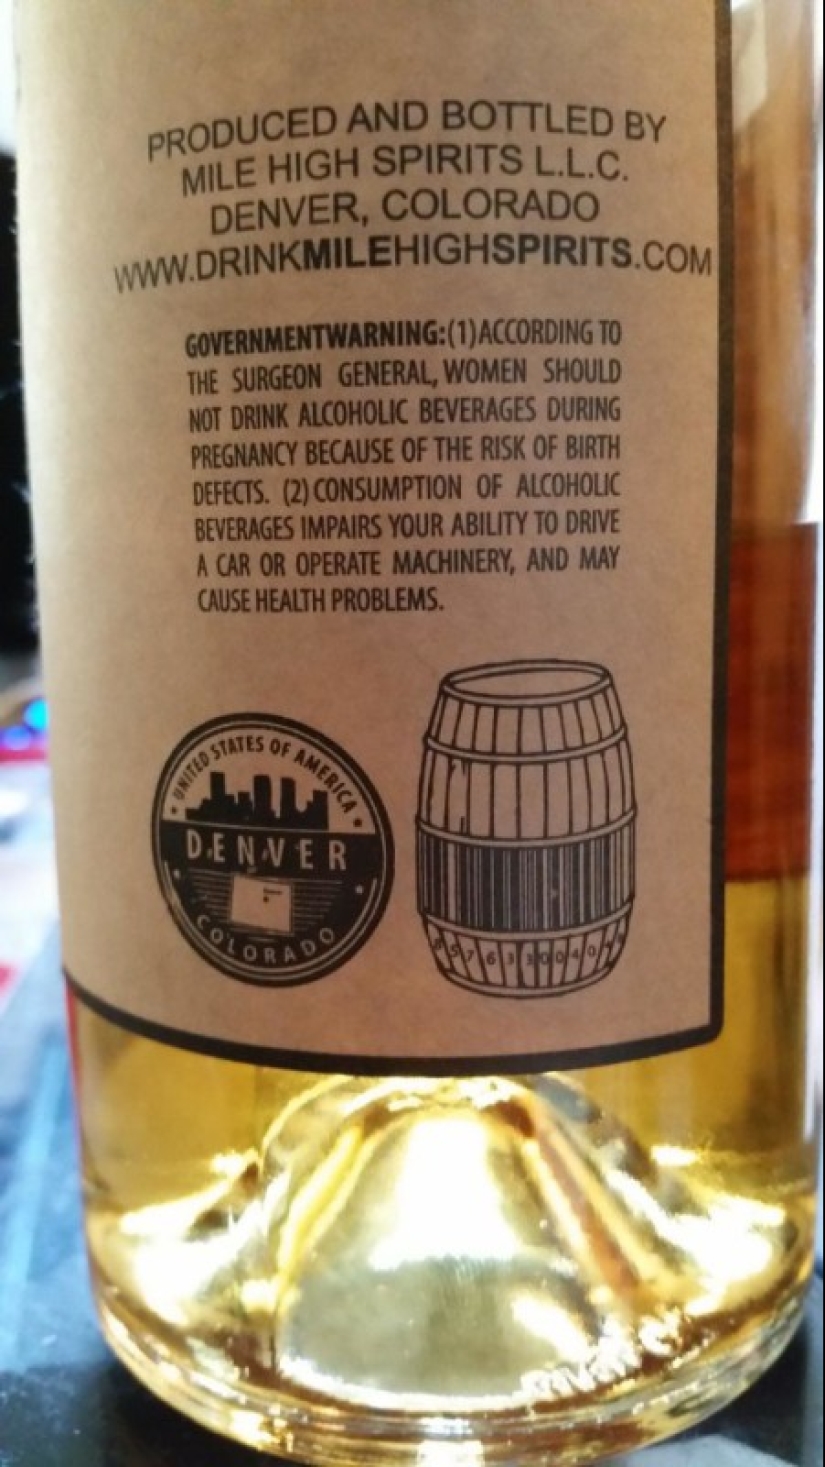 PRODUCED AND BOTTLED BY
MILE HIGH SPIRITS L.L.C.
DENVER, COLORADO
WWW.DRINKMILEHIGHSPIRITS.COM
GOVERNMENTWARNING:(1)ACCORDING TO
THE SURGEON GENERAL, WOMEN SHOULD
NOT DRINK ALCOHOLIC BEVERAGES DURING
PREGNANCY BECAUSE OF THE RISK OF BIRTH
DEFECTS. (2) CONSUMPTION OF ALCOHOLIC
BEVERAGES IMPAIRS YOUR ABILITY TO DRIVE
A CAR OR OPERATE MACHINERY, AND MAY
CAUSE HEALTH PROBLEMS.
UNITED STATES OF AMERICA
DENVER
COLORADO